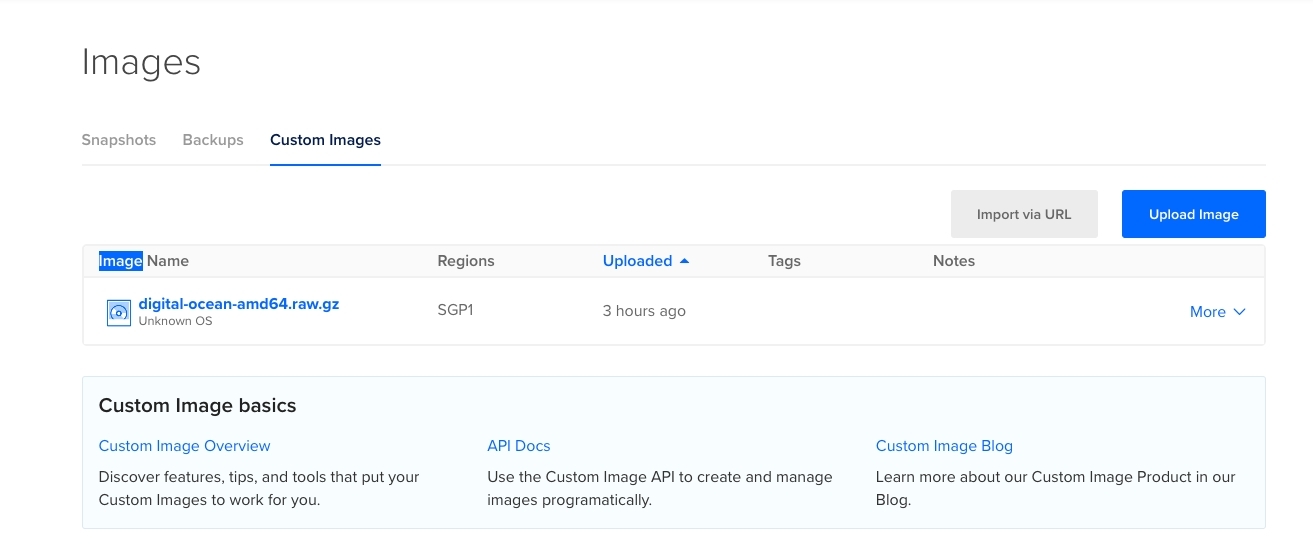 Images
Snapshots Backups Custom Images
Import via URL Upload Image
Image Name Regions Uploaded Tags Notes
digital-ocean-amd64.raw.gz SGP1 3 hours ago More
Unknown OS
Custom Image basics
Custom Image Overview
Discover features, tips, and tools that put your
Custom Images to work for you.
API Docs
Use the Custom Image API to create and manage
images programatically.
Custom Image Blog
Learn more about our Custom Image Product in our
Blog.